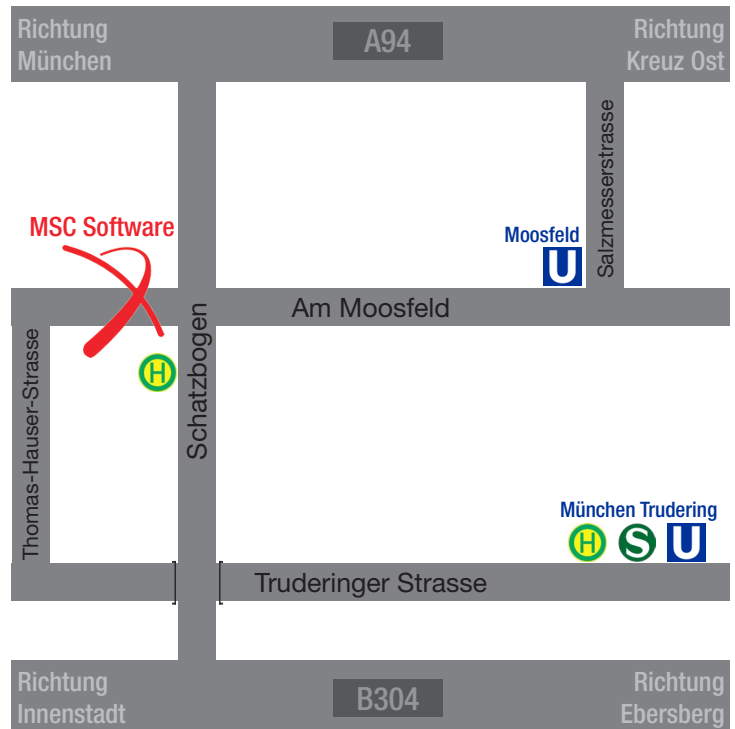 Richtung
München
A94
Richtung
Kreuz Ost
Salzmesserstrasse
MSC Software
Moosfeld
U
Am Moosfeld
Schatzbogen
Thomas-Hauser-Strasse
H
München Trudering
H S U
Truderinger Strasse
Richtung
Innenstadt
B304
Richtung
Ebersberg